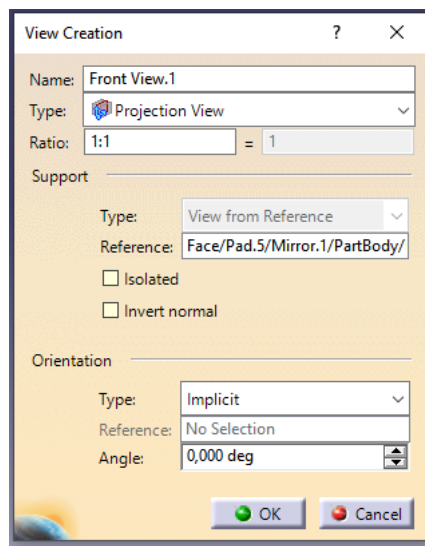 View Creation ? ×
Name: Front View.1
Type: Projection View
Ratio: 1:1 = 1
Support
Type: View from Reference
Reference: Face/Pad.5/Mirror.1/PartBody/
Isolated
Invert normal
Orientation
Type: Implicit
Reference: No Selection
Angle: 0,000 deg
OK Cancel